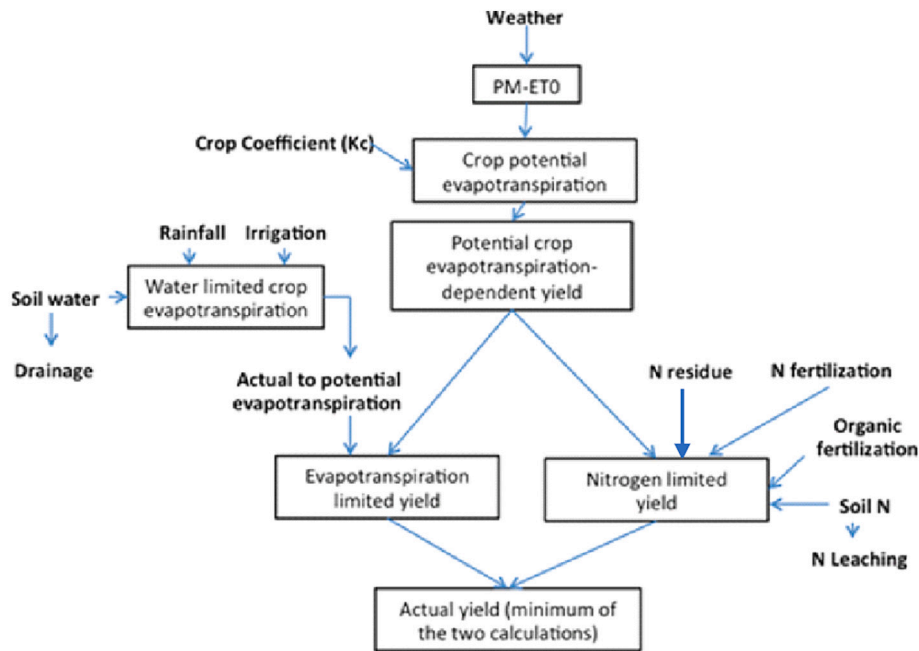 Weather
PM-ET0
Crop Coefficient (Kc)
Crop potential
evapotranspiration
Rainfall
Irrigation
Potential crop
evapotranspiration-
dependent yield
Soil water
Water limited crop
evapotranspiration
Drainage
Actual to potential
evapotranspiration
N residue
N fertilization
Organic
fertilization
Evapotranspiration
limited yield
Nitrogen limited
yield
Soil N
N Leaching
Actual yield (minimum of
the two calculations)